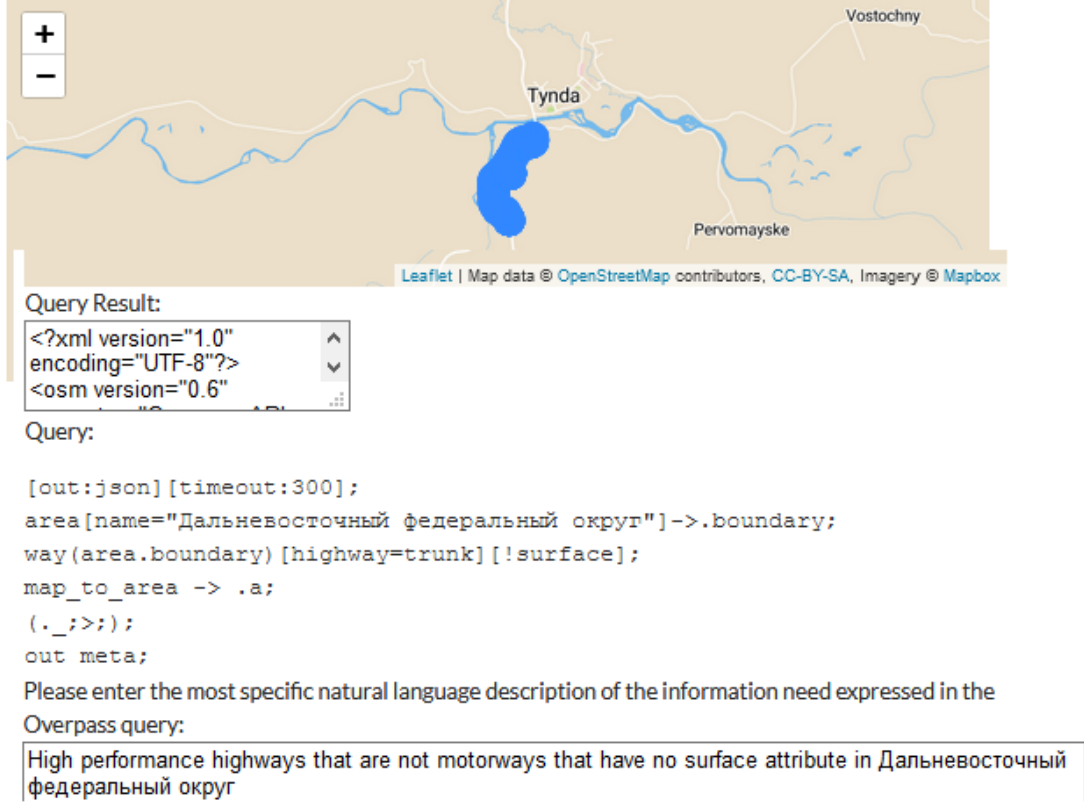 +
Vostochny
−
Tynda
Pervomayske
Leaflet | Map data © OpenStreetMap contributors, CC-BY-SA, Imagery © Mapbox
Query Result:
<?xml version="1.0"
encoding="UTF-8"?>
<osm version="0.6"
Query:
[out:json][timeout:300];
area[name="Дальневосточный федеральный округ"]->.boundary;
way(area.boundary)[highway=trunk][!surface];
map_to_area -> .a;
(._;>;);
out meta;
Please enter the most specific natural language description of the information need expressed in the
Overpass query:
High performance highways that are not motorways that have no surface attribute in Дальневосточный
федеральный округ